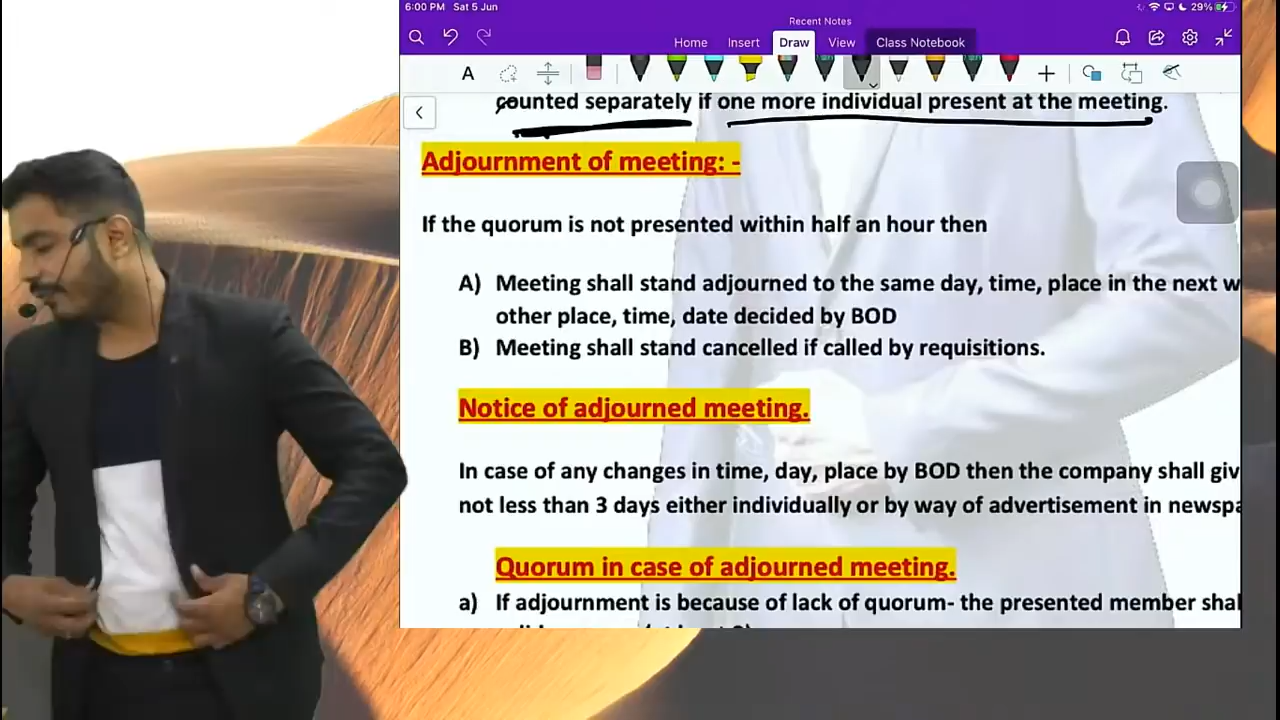 6:00 PM Sat 5 Jun
29%
Recent Notes
Home Insert Draw View Class Notebook
A
counted separately if one more individual present at the meeting.
Adjournment of meeting: -
If the quorum is not presented within half an hour then
A) Meeting shall stand adjourned to the same day, time, place in the next w
other place, time, date decided by BOD
B) Meeting shall stand cancelled if called by requisitions.
Notice of adjourned meeting.
In case of any changes in time, day, place by BOD then the company shall giv
not less than 3 days either individually or by way of advertisement in newspa
Quorum in case of adjourned meeting.
a) If adjournment is because of lack of quorum- the presented member shal